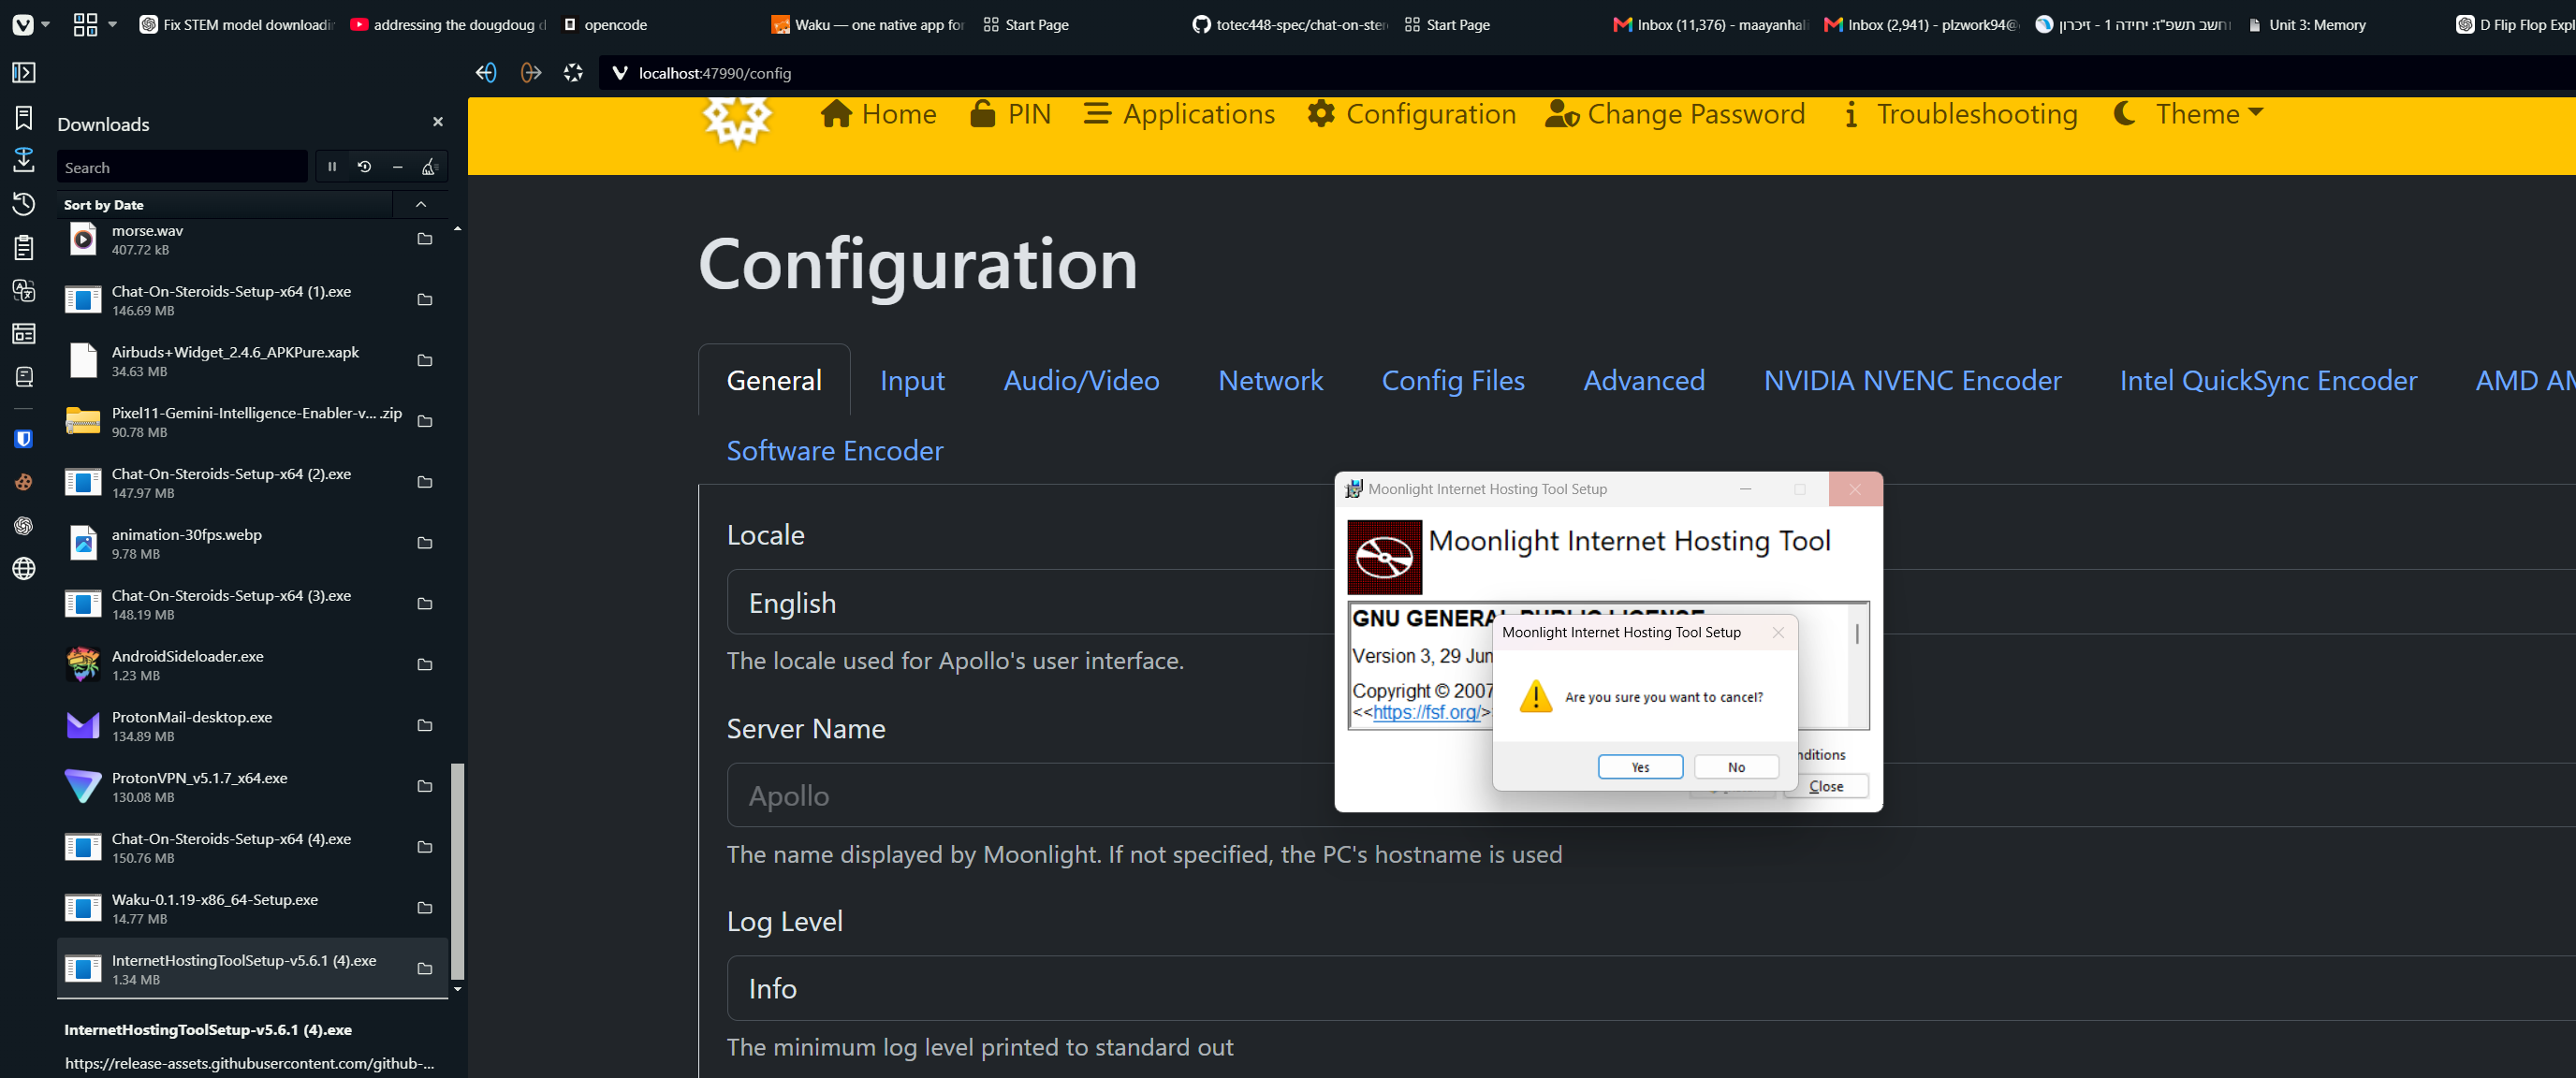 Fix STEM model downloadi
addressing the dougdoug d
opencode
Waku — one native app for
Start Page
totec448-spec/chat-on-ste
Start Page
Inbox (11,376) - maayanhal
Inbox (2,941) - plzwork94@
וחשב תשפ"ז: יחידה 1 - זיכרון
Unit 3: Memory
D Flip Flop Expl
localhost:47990/config
Downloads
Search
Sort by Date
morse.wav
407.72 kB
Chat-On-Steroids-Setup-x64 (1).exe
146.69 MB
Airbuds+Widget_2.4.6_APKPure.xapk
34.63 MB
Pixel11-Gemini-Intelligence-Enabler-v... .zip
90.78 MB
Chat-On-Steroids-Setup-x64 (2).exe
147.97 MB
animation-30fps.webp
9.78 MB
Chat-On-Steroids-Setup-x64 (3).exe
148.19 MB
AndroidSideloader.exe
1.23 MB
ProtonMail-desktop.exe
134.89 MB
ProtonVPN_v5.1.7_x64.exe
130.08 MB
Chat-On-Steroids-Setup-x64 (4).exe
150.76 MB
Waku-0.1.19-x86_64-Setup.exe
14.77 MB
InternetHostingToolSetup-v5.6.1 (4).exe
1.34 MB
InternetHostingToolSetup-v5.6.1 (4).exe
https://release-assets.githubusercontent.com/github-...
Home
PIN
Applications
Configuration
Change Password
Troubleshooting
Theme
Configuration
General
Input
Audio/Video
Network
Config Files
Advanced
NVIDIA NVENC Encoder
Intel QuickSync Encoder
AMD AM
Software Encoder
Locale
English
The locale used for Apollo's user interface.
Server Name
Apollo
The name displayed by Moonlight. If not specified, the PC's hostname is used
Log Level
Info
The minimum log level printed to standard out
Moonlight Internet Hosting Tool Setup
Moonlight Internet Hosting Tool
GNU GENERAL PUBLIC LICENSE
Version 3, 29 Jun
Copyright © 2007
<<https://fsf.org/>
nditions
Close
Moonlight Internet Hosting Tool Setup
Are you sure you want to cancel?
Yes
No